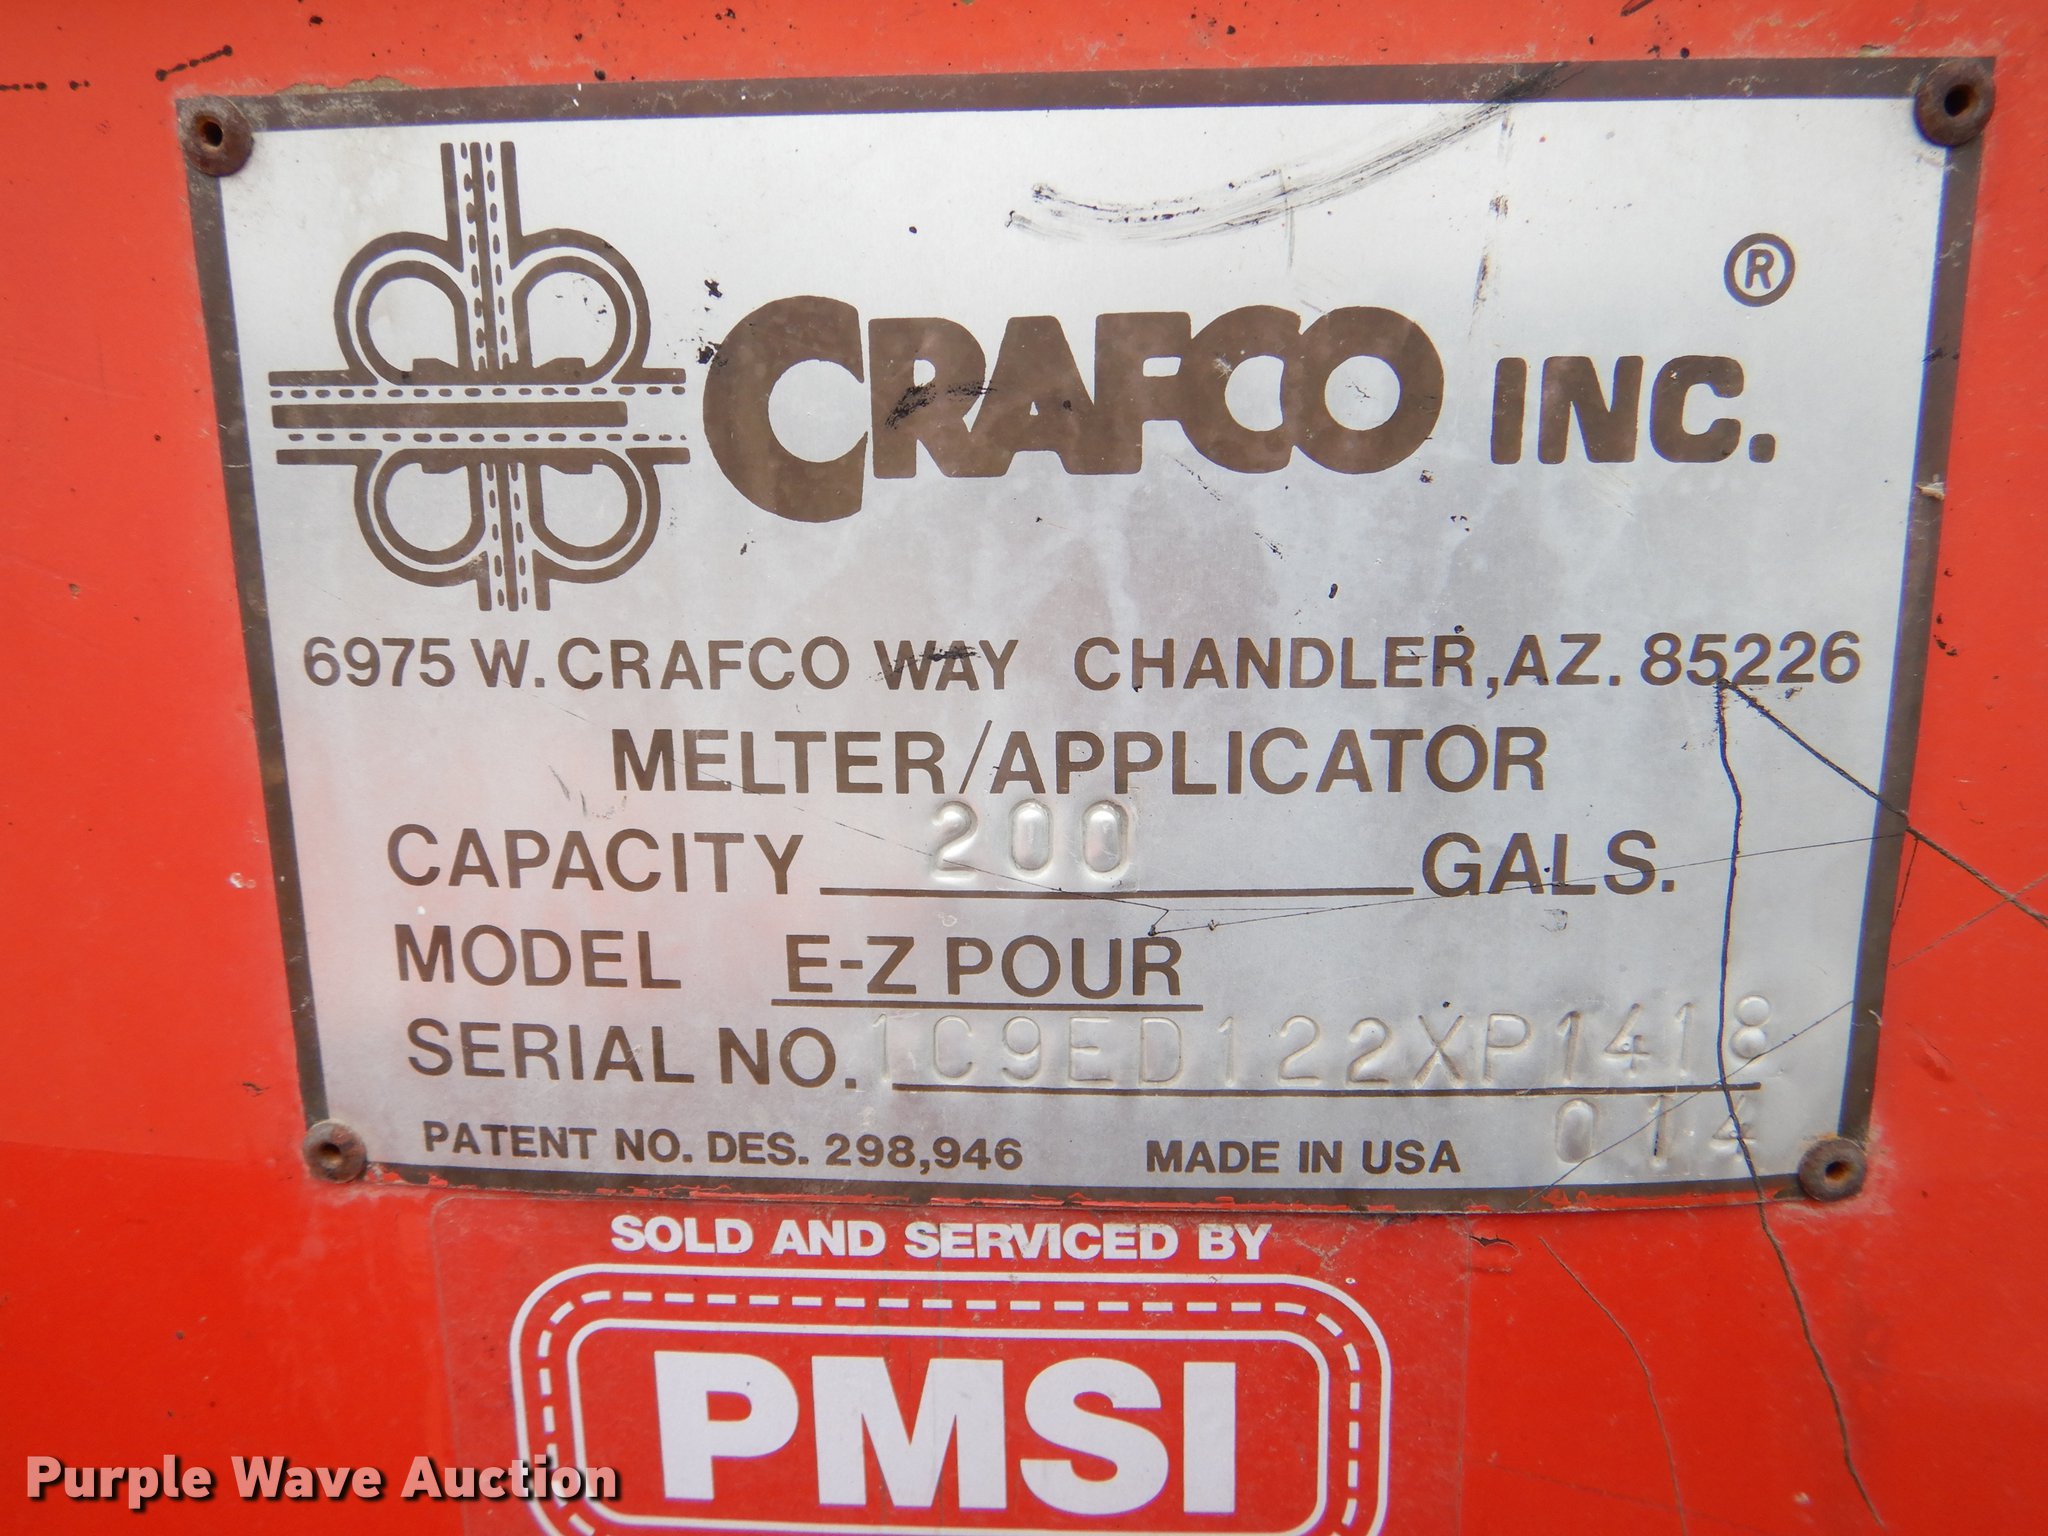 CRAFCO INC. ®
6975 W. CRAFCO WAY CHANDLER, AZ. 85226
MELTER/APPLICATOR
CAPACITY 200 GALS.
MODEL E-Z POUR
SERIAL NO. 1C9ED122XP1418
014
PATENT NO. DES. 298,946 MADE IN USA
SOLD AND SERVICED BY
PMSI
Purple Wave Auction